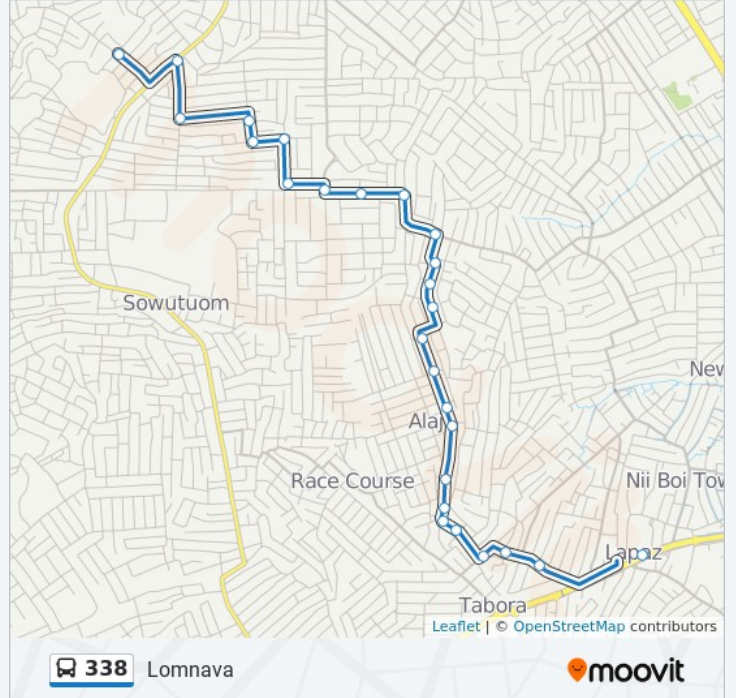 Sowutuom
New
Alaj
Race Course
Nii Boi Tow
Lapaz
Tabora
Leaflet | © OpenStreetMap contributors
338 Lomnava
moovit